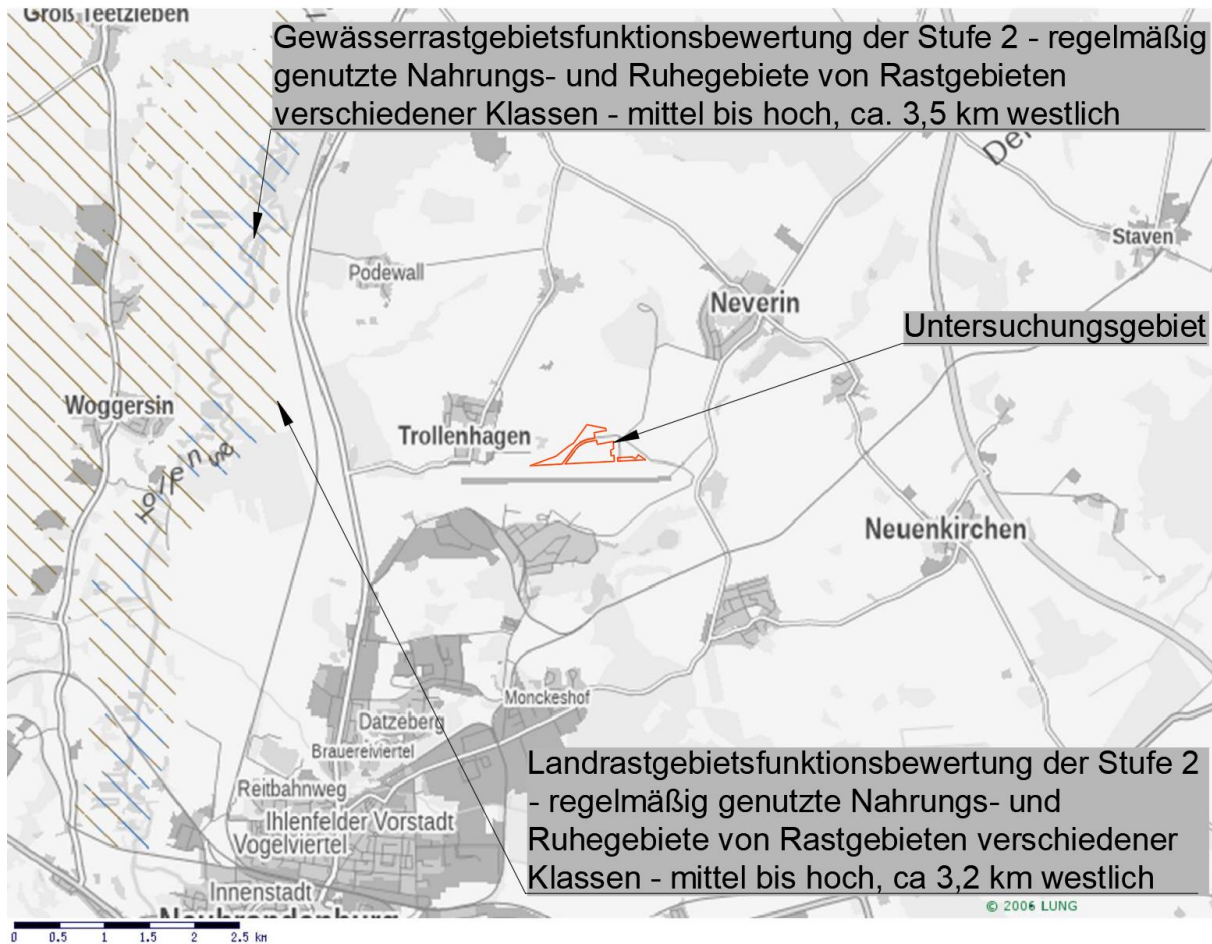 Groß Teetzleben
Gewässerrastgebietsfunktionsbewertung der Stufe 2 - regelmäßig
genutzte Nahrungs- und Ruhegebiete von Rastgebieten
verschiedener Klassen - mittel bis hoch, ca. 3,5 km westlich
Staven
Podewall
Neverin
Untersuchungsgebiet
Woggersin
Trollenhagen
Tollense
Neuenkirchen
Monckeshof
Datzeberg
Brauereiviertel
Reitbahnweg
Ihlenfelder Vorstadt
Vogelviertel
Innenstadt
Neubrandenburg
Landrastgebietsfunktionsbewertung der Stufe 2
- regelmäßig genutzte Nahrungs- und
Ruhegebiete von Rastgebieten verschiedener
Klassen - mittel bis hoch, ca 3,2 km westlich
© 2006 LUNG
0 0.5 1 1.5 2 2.5 km